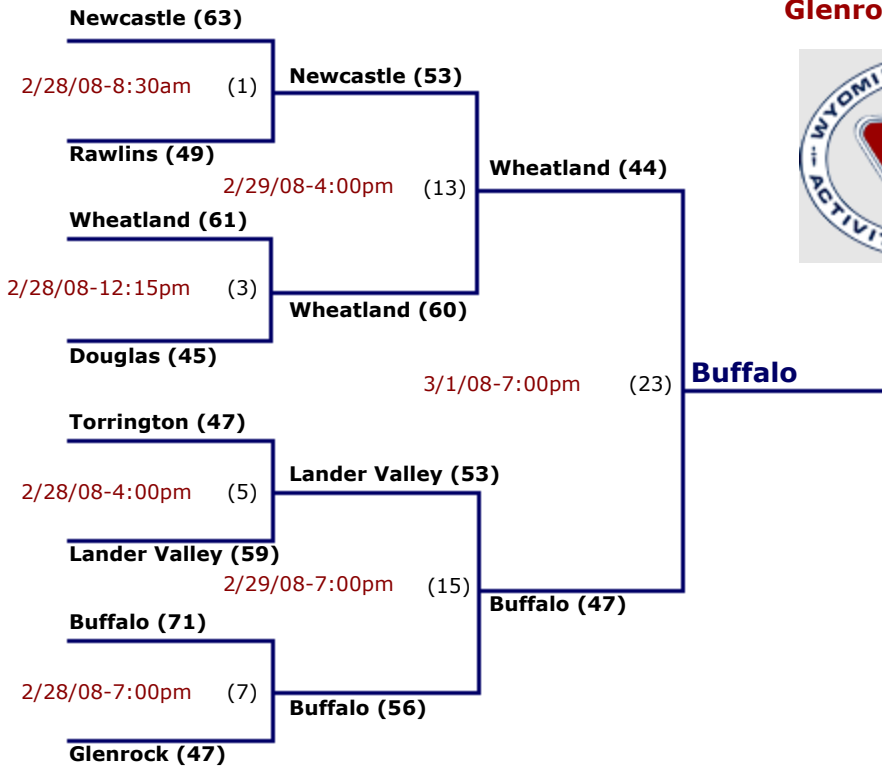 Glenro
Newcastle (63)
2/28/08-8:30am (1)
Newcastle (53)
Rawlins (49)
2/29/08-4:00pm (13)
Wheatland (44)
Wheatland (61)
2/28/08-12:15pm (3)
Wheatland (60)
Douglas (45)
3/1/08-7:00pm (23)
Buffalo
Torrington (47)
2/28/08-4:00pm (5)
Lander Valley (53)
Lander Valley (59)
2/29/08-7:00pm (15)
Buffalo (47)
Buffalo (71)
2/28/08-7:00pm (7)
Buffalo (56)
Glenrock (47)
WYOMI
ACTIVIT